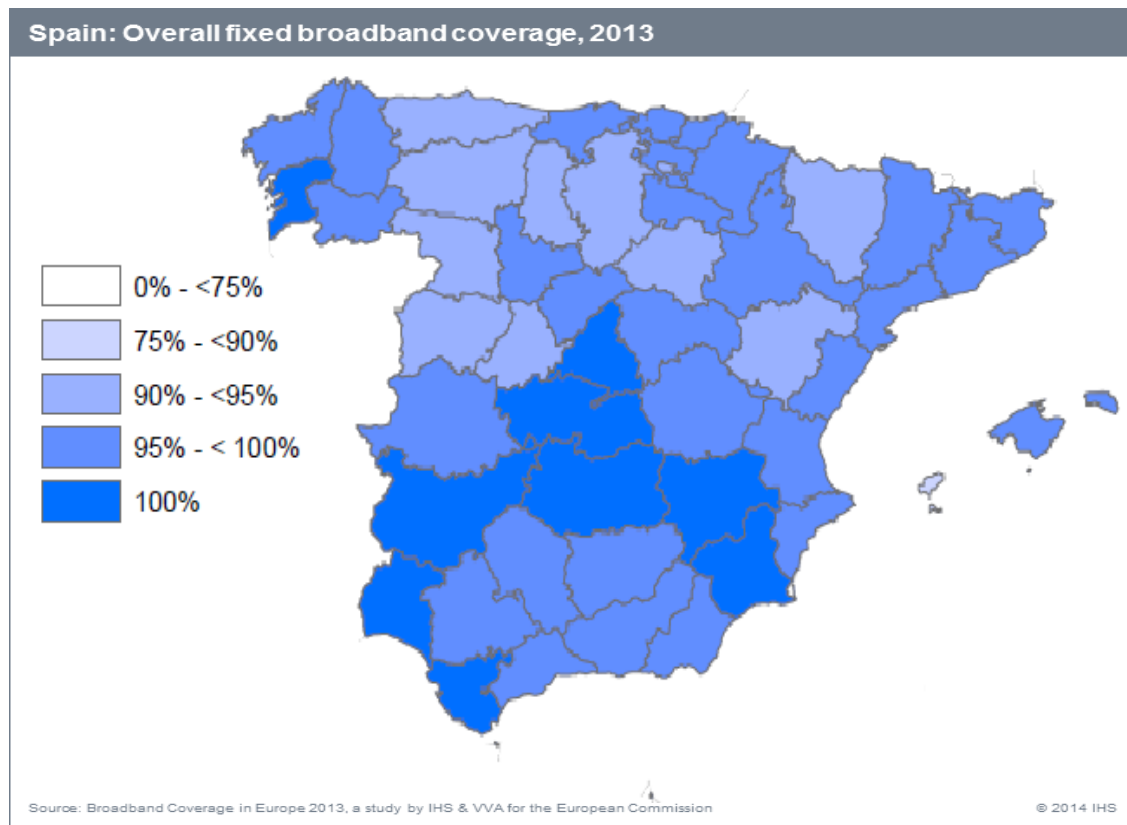 Spain: Overall fixed broadband coverage, 2013
0% - <75%
75% - <90%
90% - <95%
95% - < 100%
100%
Source: Broadband Coverage in Europe 2013, a study by IHS & VVA for the European Commission
© 2014 IHS